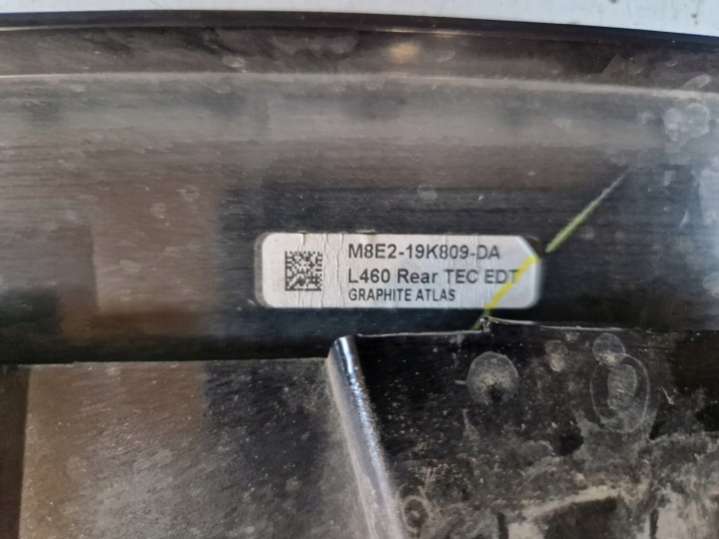 M8E2-19K809-DA
L460 Rear TEC EDT
GRAPHITE ATLAS